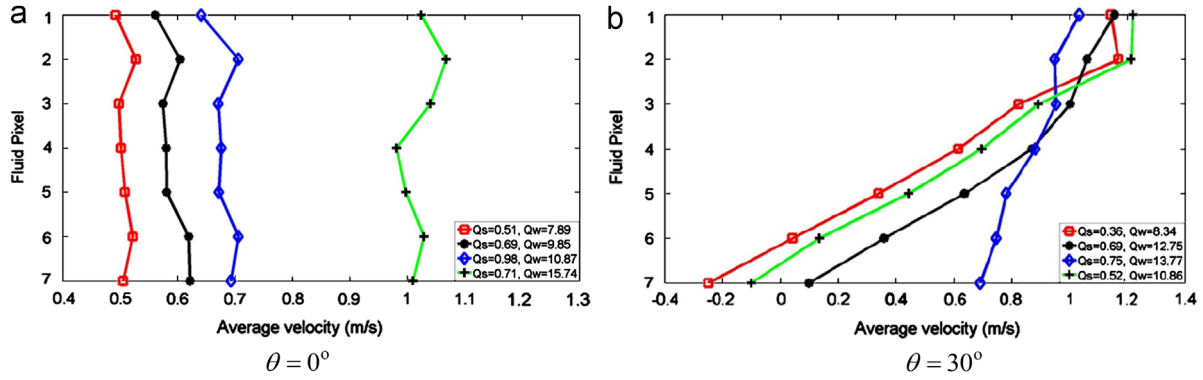 a
1
2
3
4
5
6
7
Fluid Pixel
0.4 0.5 0.6 0.7 0.8 0.9 1 1.1 1.2 1.3
Average velocity (m/s)
Qs=0.51, Qw=7.89
Qs=0.69, Qw=9.85
Qs=0.98, Qw=10.87
Qs=0.71, Qw=15.74
θ = 0°
b
1
2
3
4
5
6
7
Fluid Pixel
-0.4 -0.2 0 0.2 0.4 0.6 0.8 1 1.2 1.4
Average velocity (m/s)
Qs=0.36, Qw=8.34
Qs=0.69, Qw=12.75
Qs=0.75, Qw=13.77
Qs=0.52, Qw=10.86
θ = 30°